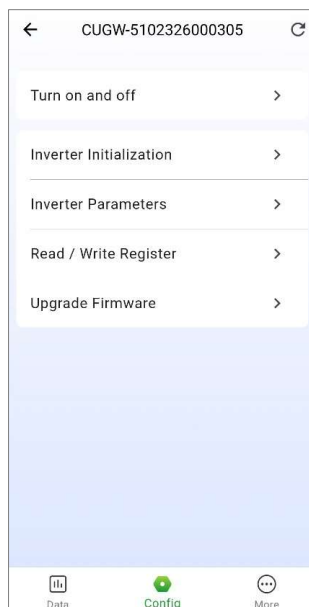 CUGW-5102326000305
Turn on and off
Inverter Initialization
Inverter Parameters
Read / Write Register
Upgrade Firmware
Data
Config
More